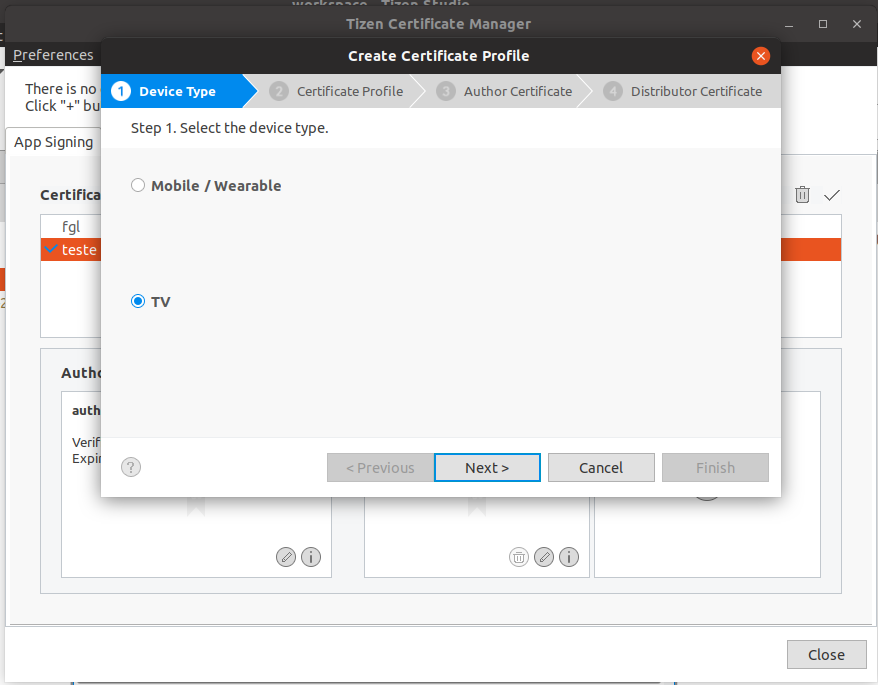 workspace - Tizen Studio
Tizen Certificate Manager
Preferences
Create Certificate Profile
There is no
Click "+" bu
1 Device Type
2 Certificate Profile
3 Author Certificate
4 Distributor Certificate
Step 1. Select the device type.
App Signing
Mobile / Wearable
Certifica
fgl
teste
TV
Autho
auth
Verif
Expir
?
< Previous
Next >
Cancel
Finish
i
i
Close